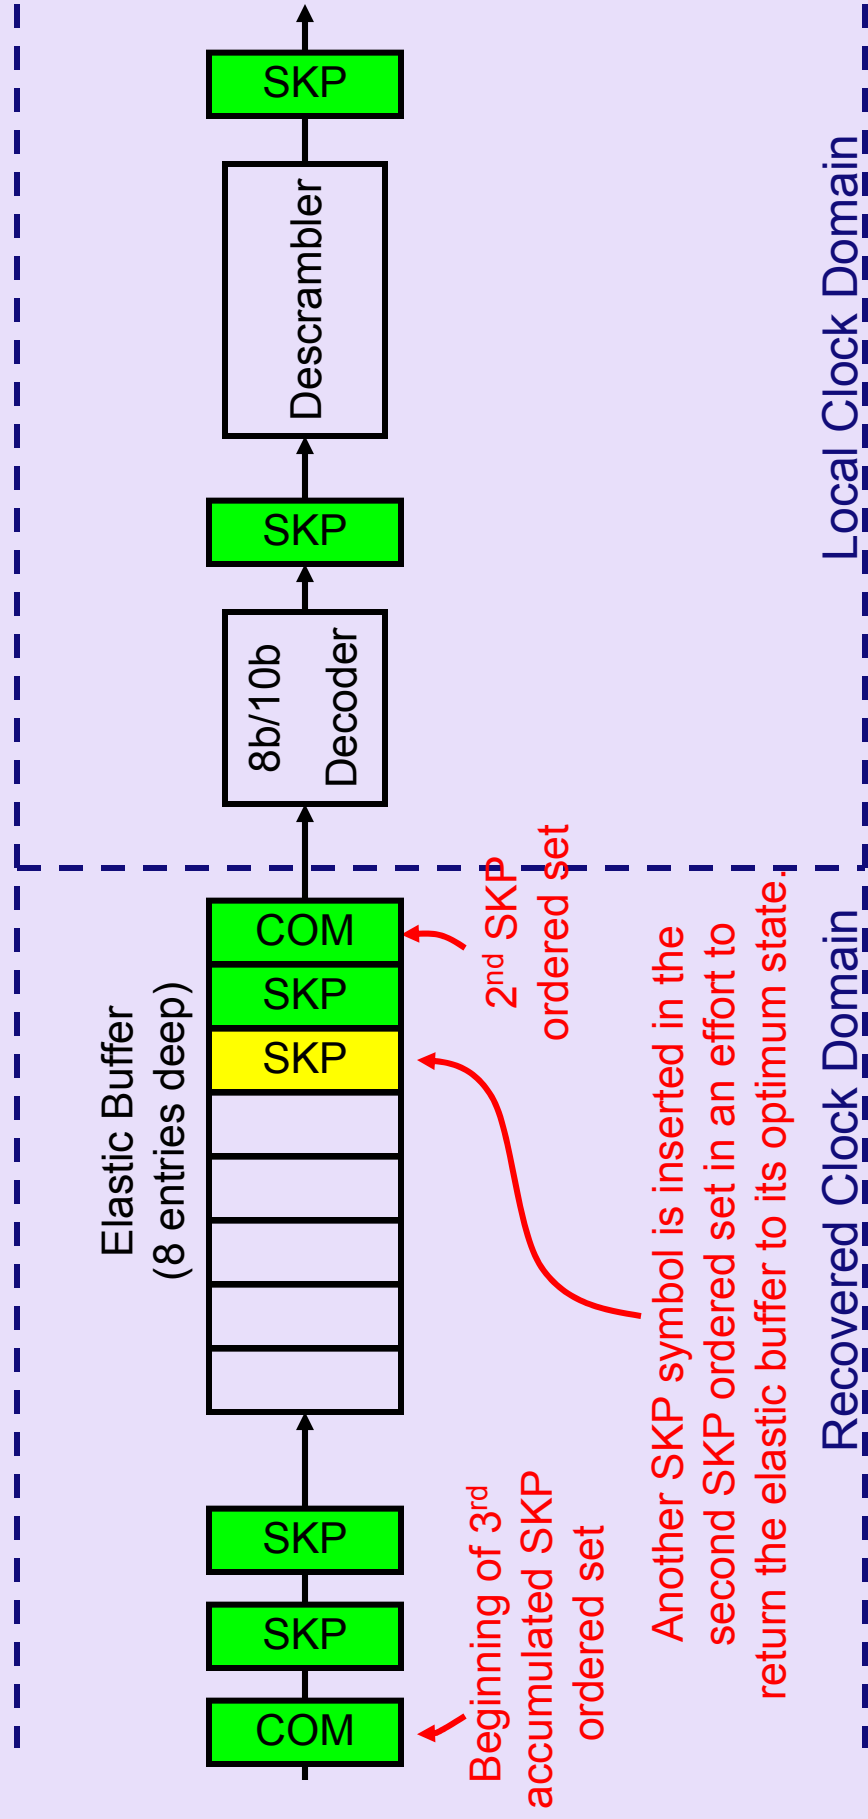 Elastic Buffer
(8 entries deep)
COM
SKP
SKP
SKP
SKP
COM
8b/10b
Decoder
SKP
Descrambler
SKP
Beginning of 3rd
accumulated SKP
ordered set
2nd SKP
ordered set
Another SKP symbol is inserted in the
second SKP ordered set in an effort to
return the elastic buffer to its optimum state.
Recovered Clock Domain
Local Clock Domain